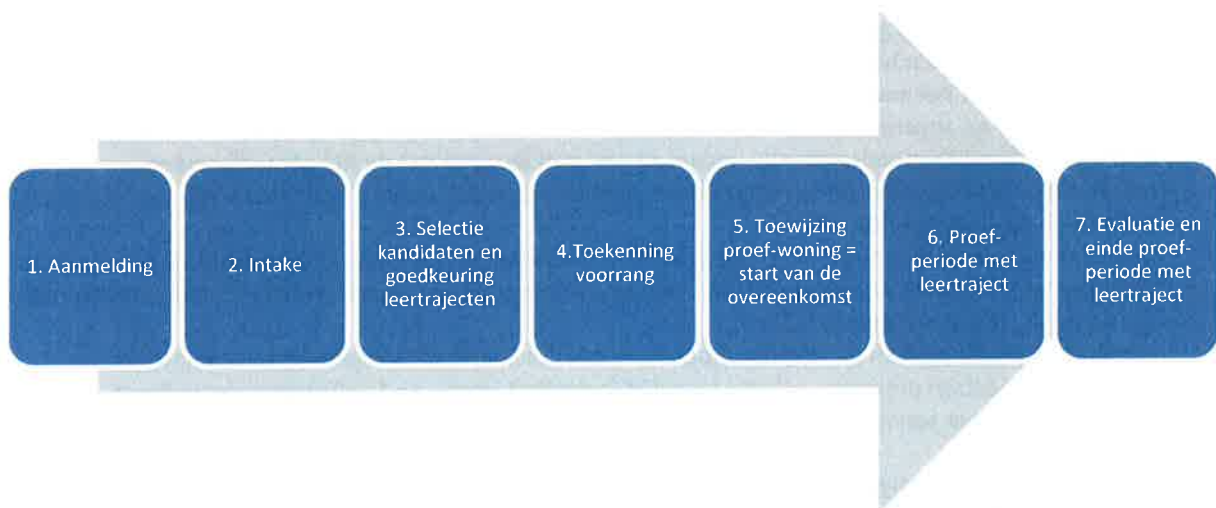 1. Aanmelding
2. Intake
3. Selectie
kandidaten en
goedkeuring
leertrajecten
4.Toekenning
voorrang
5. Toewijzing
proef-woning =
start van de
overeenkomst
6. Proef-
periode met
leertraject
7. Evaluatie en
einde proef-
periode met
leertraject